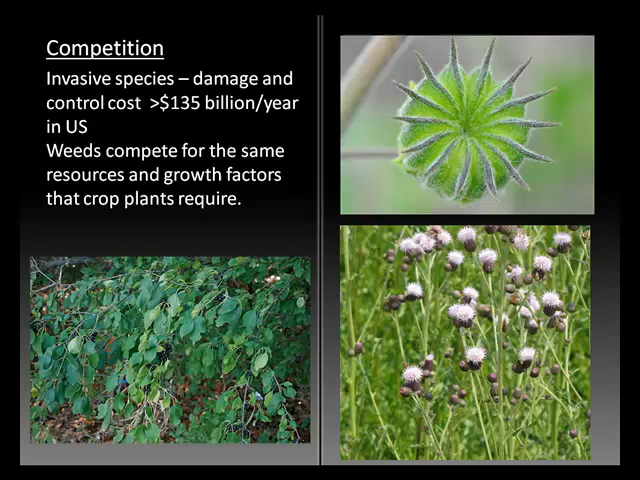 Competition
Invasive species – damage and
control cost  >$135 billion/year
in US
Weeds compete for the same
resources and growth factors
that crop plants require.